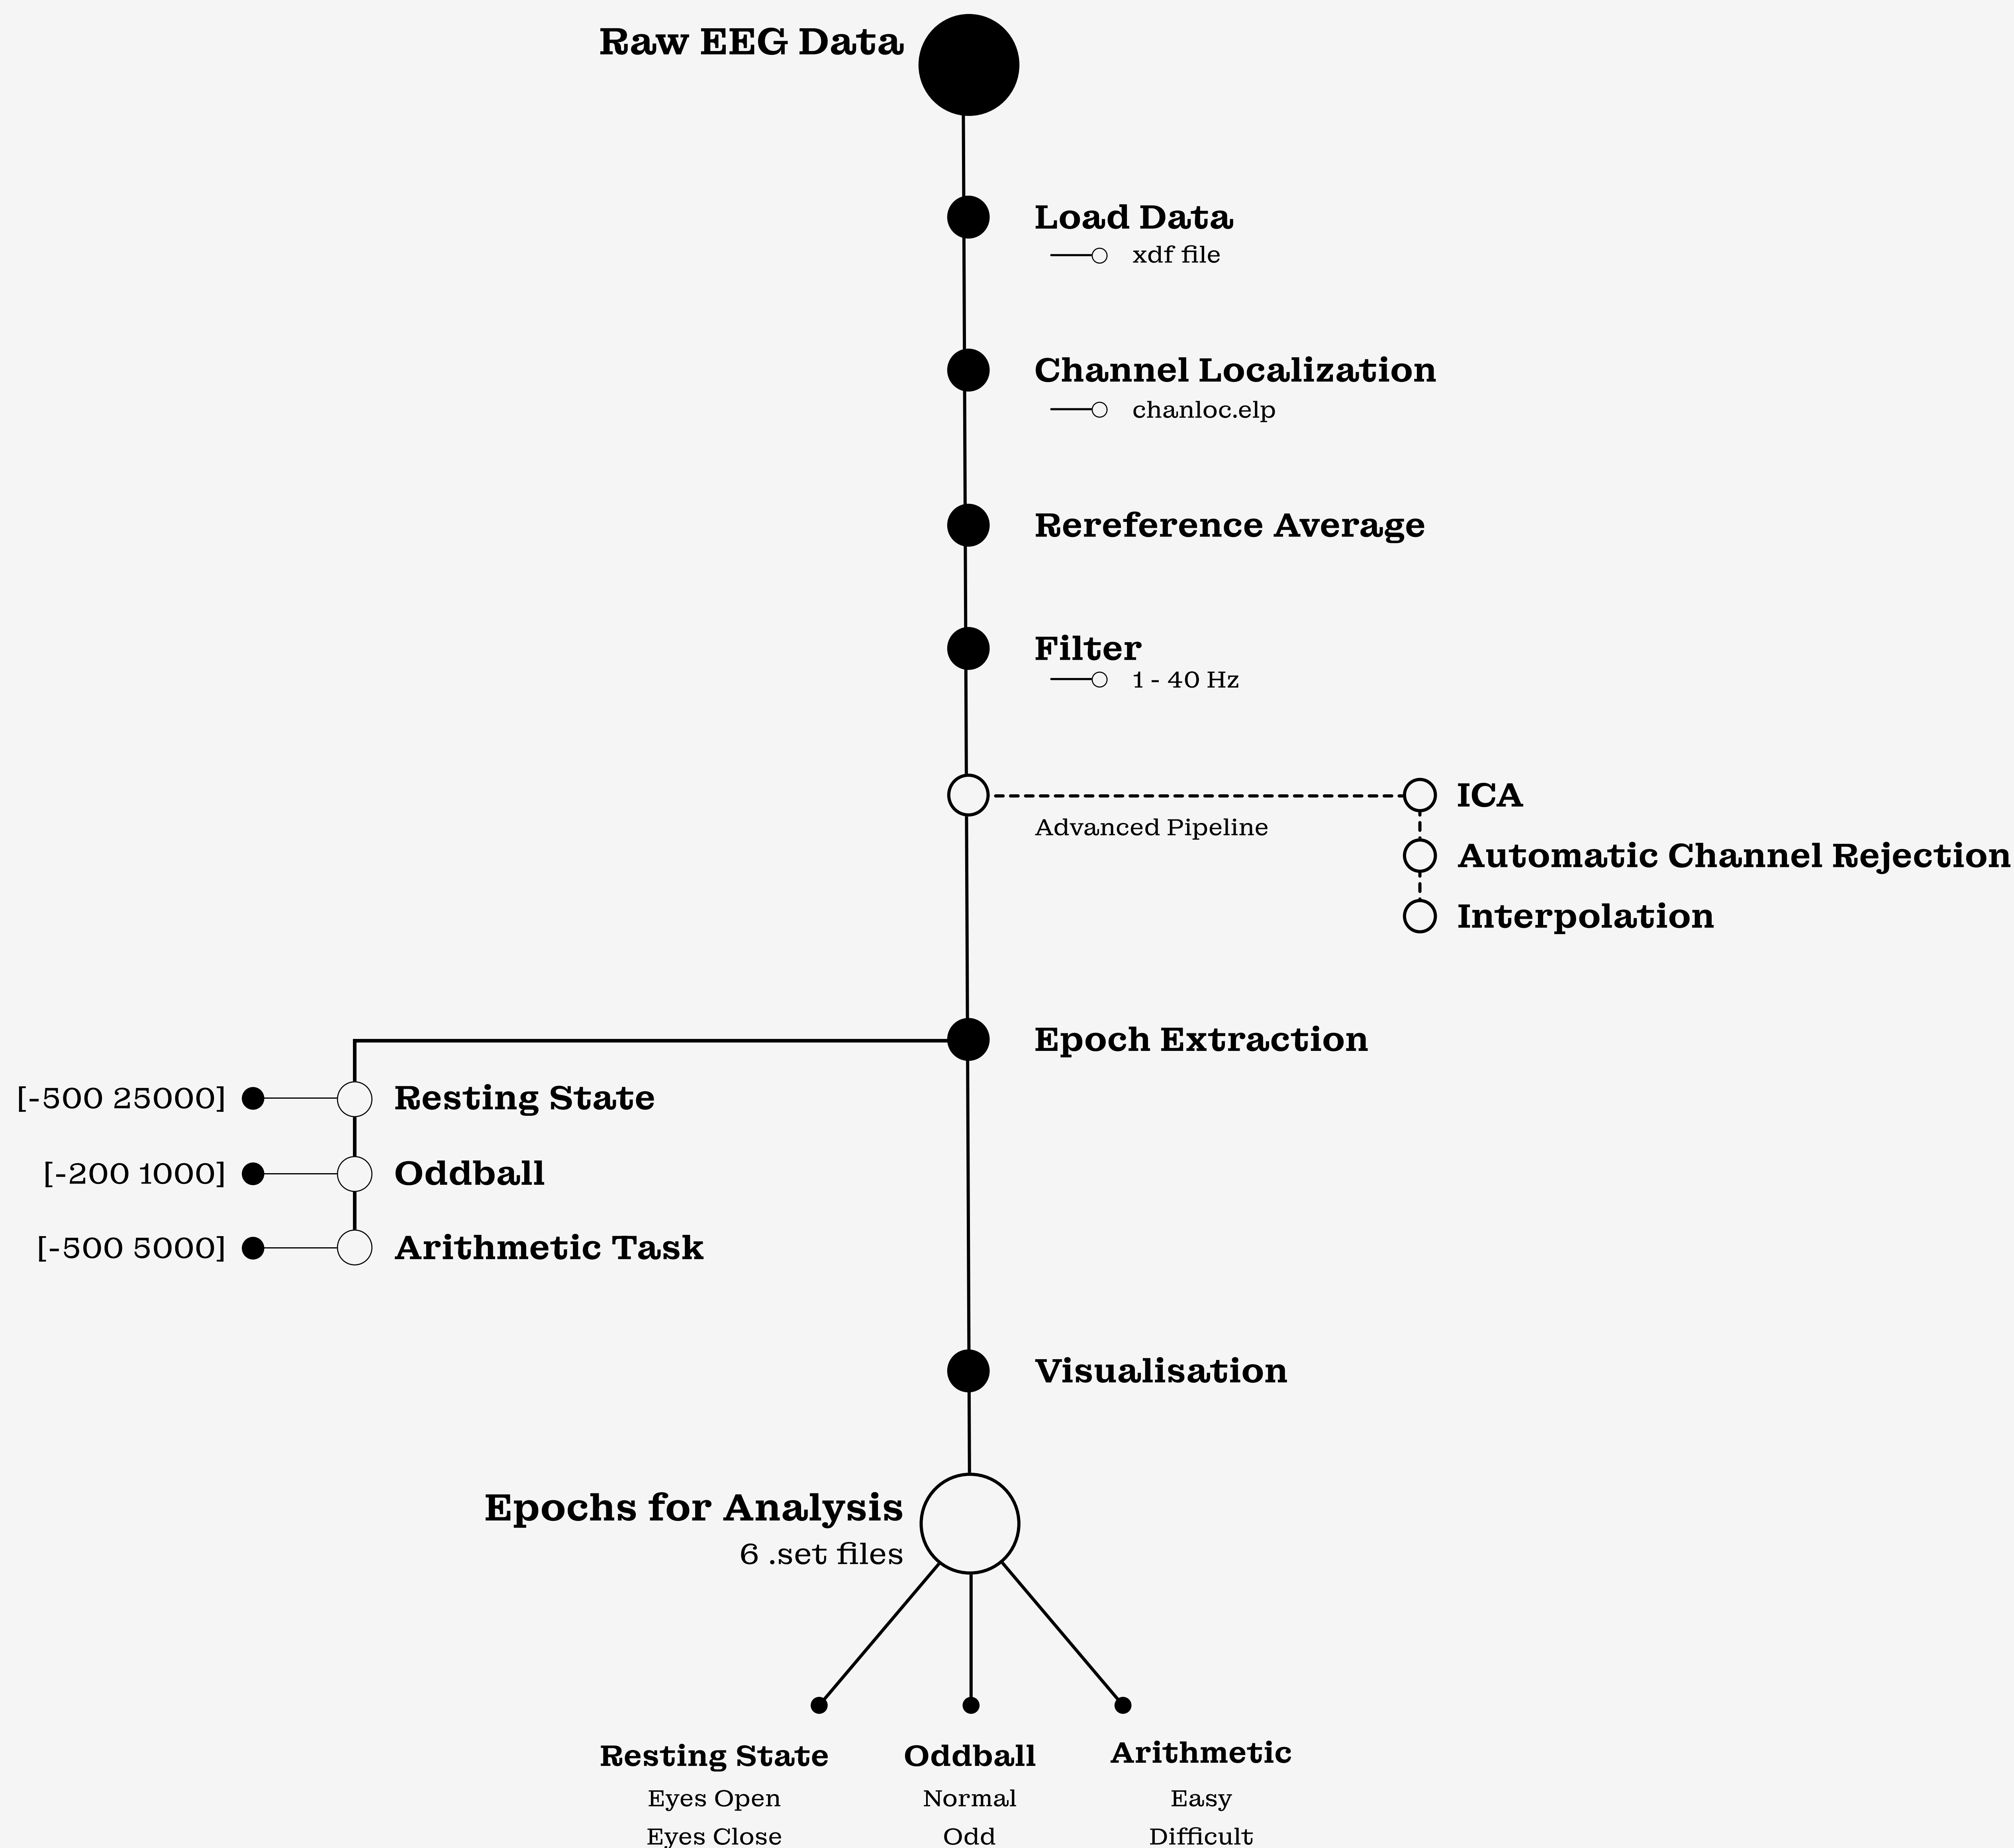 Raw EEG Data
Load Data
xdf file
Channel Localization
chanloc.elp
Rereference Average
Filter
1 - 40 Hz
Advanced Pipeline
ICA
Automatic Channel Rejection
Interpolation
Epoch Extraction
[-500 25000]
Resting State
[-200 1000]
Oddball
[-500 5000]
Arithmetic Task
Visualisation
Epochs for Analysis
6 .set files
Resting State
Eyes Open
Eyes Close
Oddball
Normal
Odd
Arithmetic
Easy
Difficult